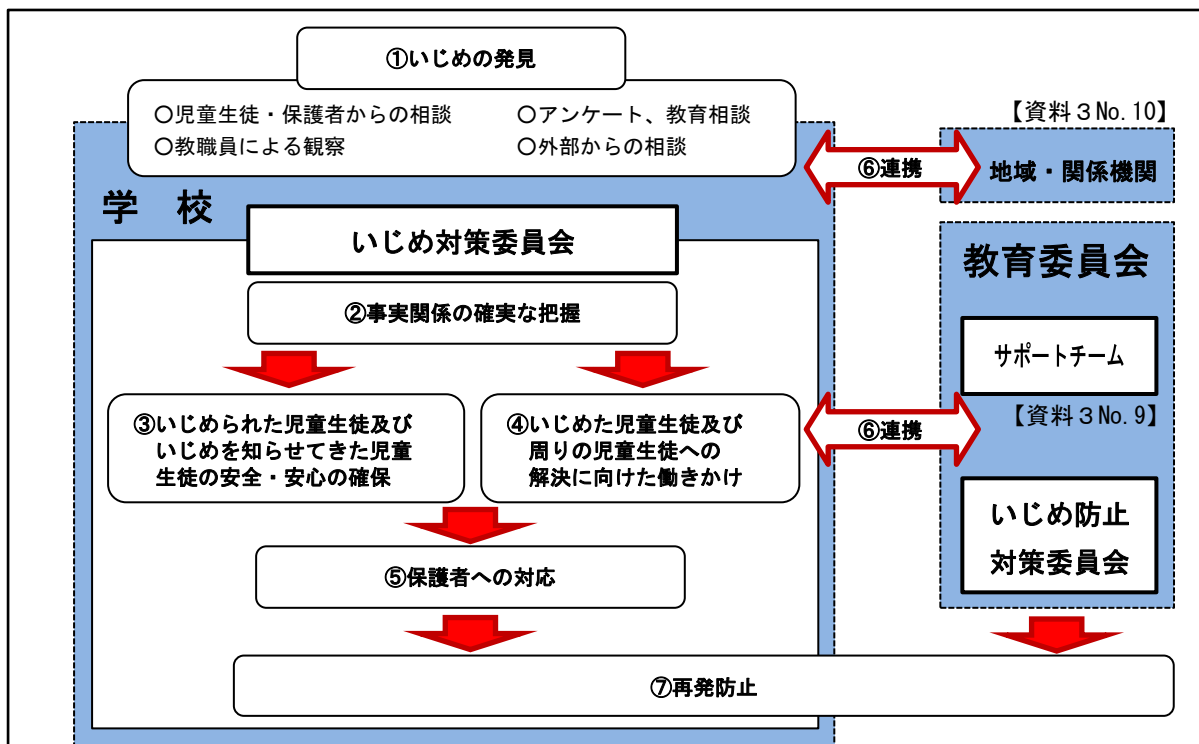 ①いじめの発見
○児童生徒・保護者からの相談　　○アンケート、教育相談
○教職員による観察　　○外部からの相談
【資料３No.10】
⑥連携
地域・関係機関
学　校
いじめ対策委員会
②事実関係の確実な把握
③いじめられた児童生徒及び
いじめを知らせてきた児童
生徒の安全・安心の確保
④いじめた児童生徒及び
周りの児童生徒への
解決に向けた働きかけ
⑥連携
教育委員会
サポートチーム
【資料３No.9】
いじめ防止
対策委員会
⑤保護者への対応
⑦再発防止